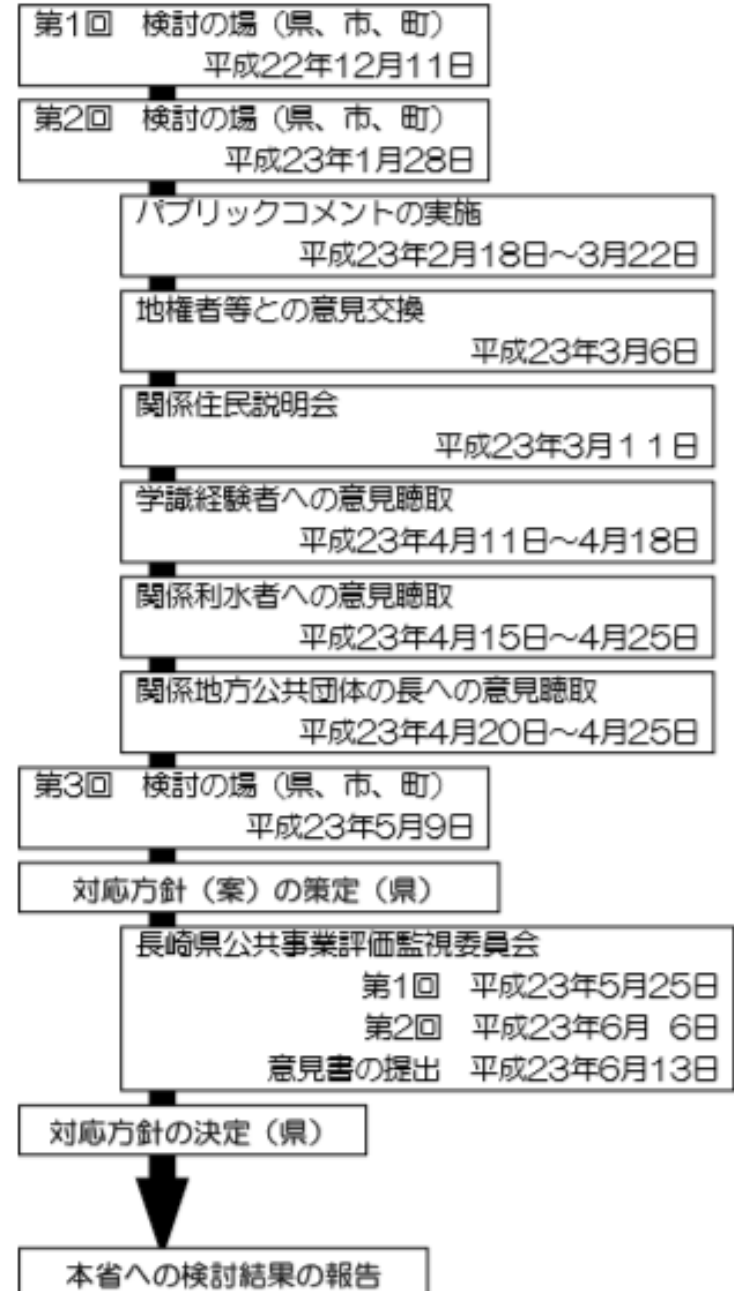 第1回　検討の場（県、市、町）
平成22年12月11日
第2回　検討の場（県、市、町）
平成23年1月28日
パブリックコメントの実施
平成23年2月18日～3月22日
地権者等との意見交換
平成23年3月6日
関係住民説明会
平成23年3月１１日
学識経験者への意見聴取
平成23年4月11日～4月18日
関係利水者への意見聴取
平成23年4月15日～4月25日
関係地方公共団体の長への意見聴取
平成23年4月20日～4月25日
第3回　検討の場（県、市、町）
平成23年5月9日
対応方針（案）の策定（県）
長崎県公共事業評価監視委員会
第1回　平成23年5月25日
第2回　平成23年6月 6日
意見書の提出　平成23年6月13日
対応方針の決定（県）
本省への検討結果の報告